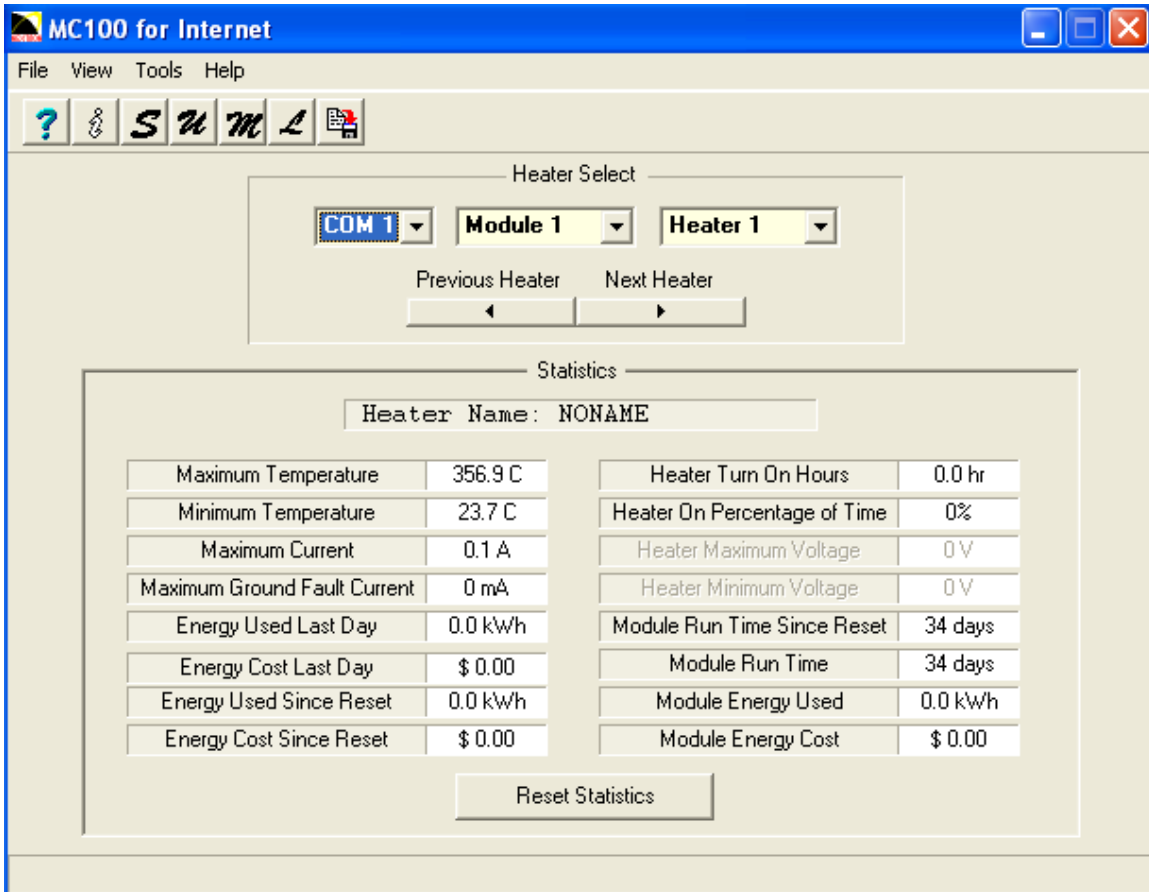 MC100 for Internet
File View Tools Help
? i S U M L
Heater Select
COM 1 Module 1 Heater 1
Previous Heater Next Heater
Statistics
Heater Name: NONAME
Maximum Temperature 356.9 C Heater Turn On Hours 0.0 hr
Minimum Temperature 23.7 C Heater On Percentage of Time 0%
Maximum Current 0.1 A Heater Maximum Voltage 0 V
Maximum Ground Fault Current 0 mA Heater Minimum Voltage 0 V
Energy Used Last Day 0.0 kWh Module Run Time Since Reset 34 days
Energy Cost Last Day $ 0.00 Module Run Time 34 days
Energy Used Since Reset 0.0 kWh Module Energy Used 0.0 kWh
Energy Cost Since Reset $ 0.00 Module Energy Cost $ 0.00
Reset Statistics